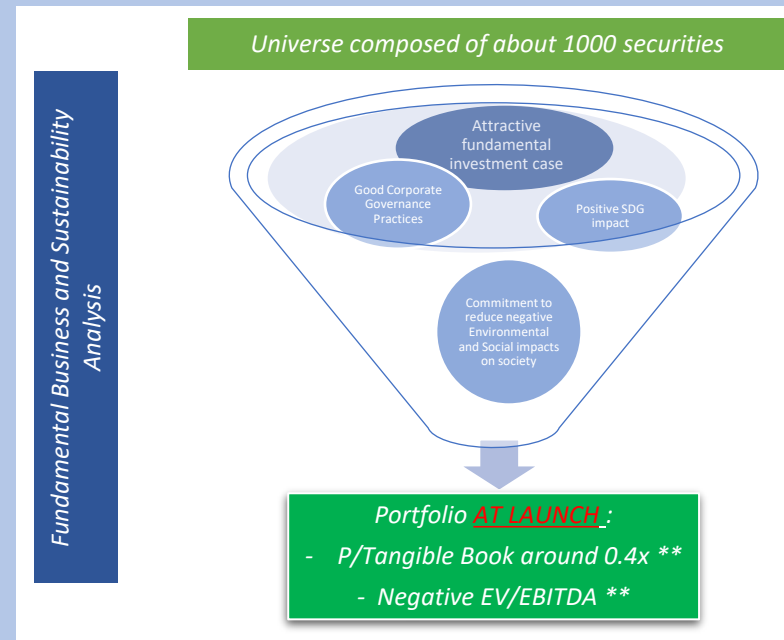 Universe composed of about 1000 securities
Fundamental Business and Sustainability
Analysis
Attractive
fundamental
investment case
Good Corporate
Governance
Practices
Positive SDG
impact
Commitment to
reduce negative
Environmental
and Social impacts
on society
Portfolio AT LAUNCH :
- P/Tangible Book around 0.4x **
- Negative EV/EBITDA **